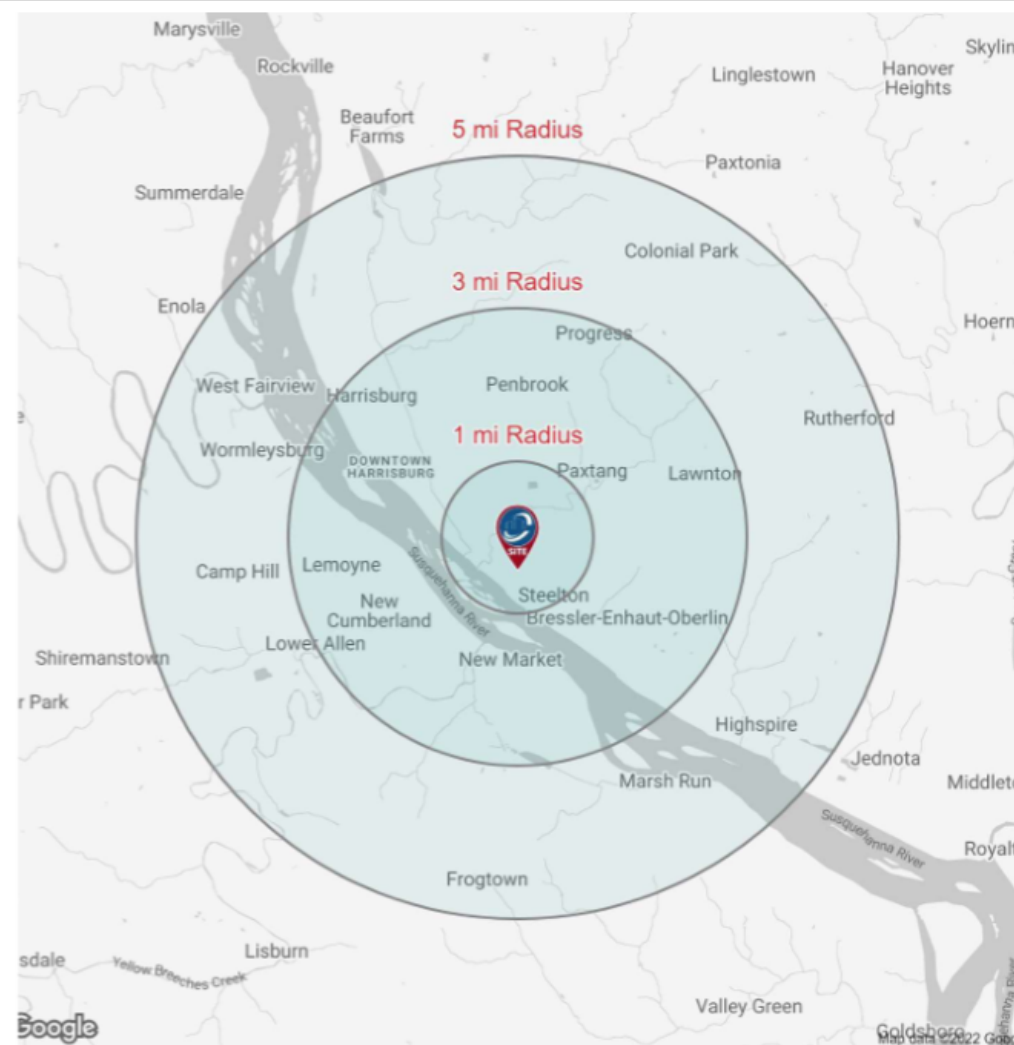 Marysville
Skylin
Rockville
Linglestown
Hanover
Heights
Beaufort
Farms
5 mi Radius
Paxtonia
Summerdale
Colonial Park
3 mi Radius
Enola
Hoern
Progress
West Fairview
Harrisburg
Penbrook
Rutherford
1 mi Radius
Wormleysburg
DOWNTOWN
HARRISBURG
Paxtang
Lawnton
SITE
Camp Hill
Lemoyne
Susquehanna River
Steelton
New
Cumberland
Bressler-Enhaut-Oberlin
Lower Allen
Shiremanstown
New Market
r Park
Highspire
Jednota
Marsh Run
Middlet
Susquehanna River
Royal
Frogtown
Lisburn
sdale
Yellow Breeches Creek
Valley Green
ehanna River
Google
Goldsboro
Map data ©2022 Goo